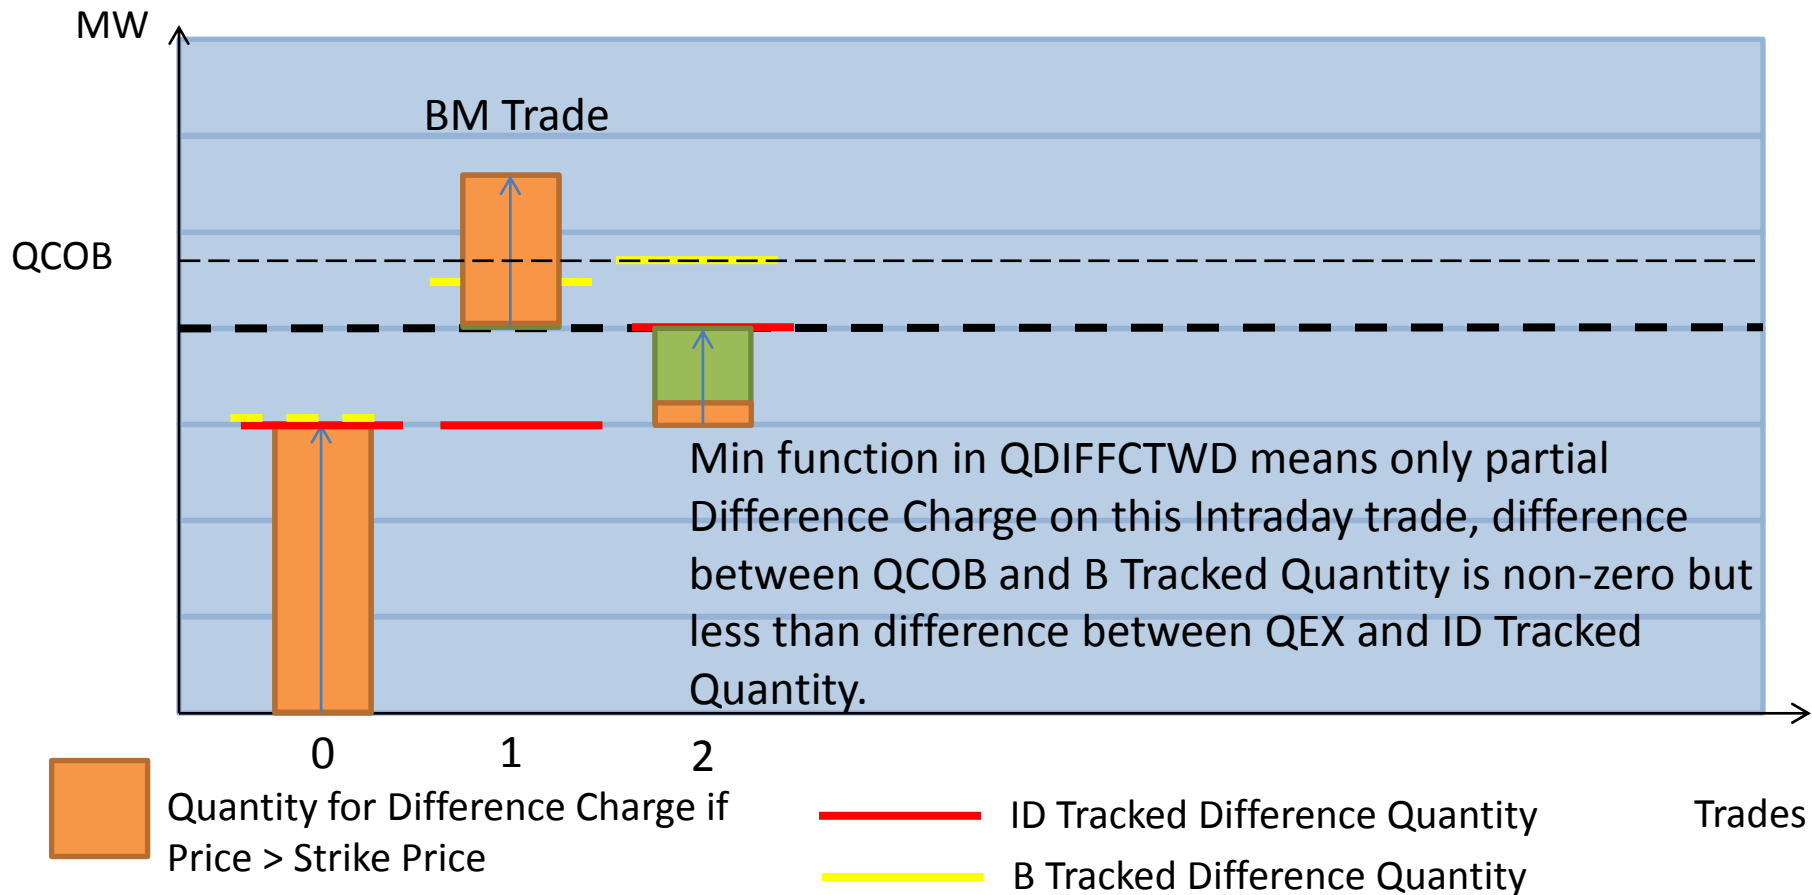 MW
BM Trade
QCOB
Min function in QDIFFCTWD means only partial
Difference Charge on this Intraday trade, difference
between QCOB and B Tracked Quantity is non-zero but
less than difference between QEX and ID Tracked
Quantity.
0
1
2
Quantity for Difference Charge if
Price > Strike Price
ID Tracked Difference Quantity
B Tracked Difference Quantity
Trades